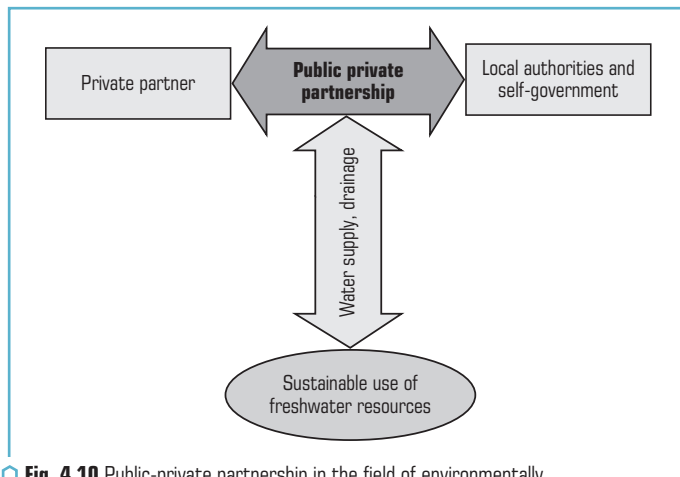 Private partner
Public private
partnership
Local authorities and
self-government
Water supply, drainage
Sustainable use of
freshwater resources
Fig. 4.10 Public-private partnership in the field of environmentally